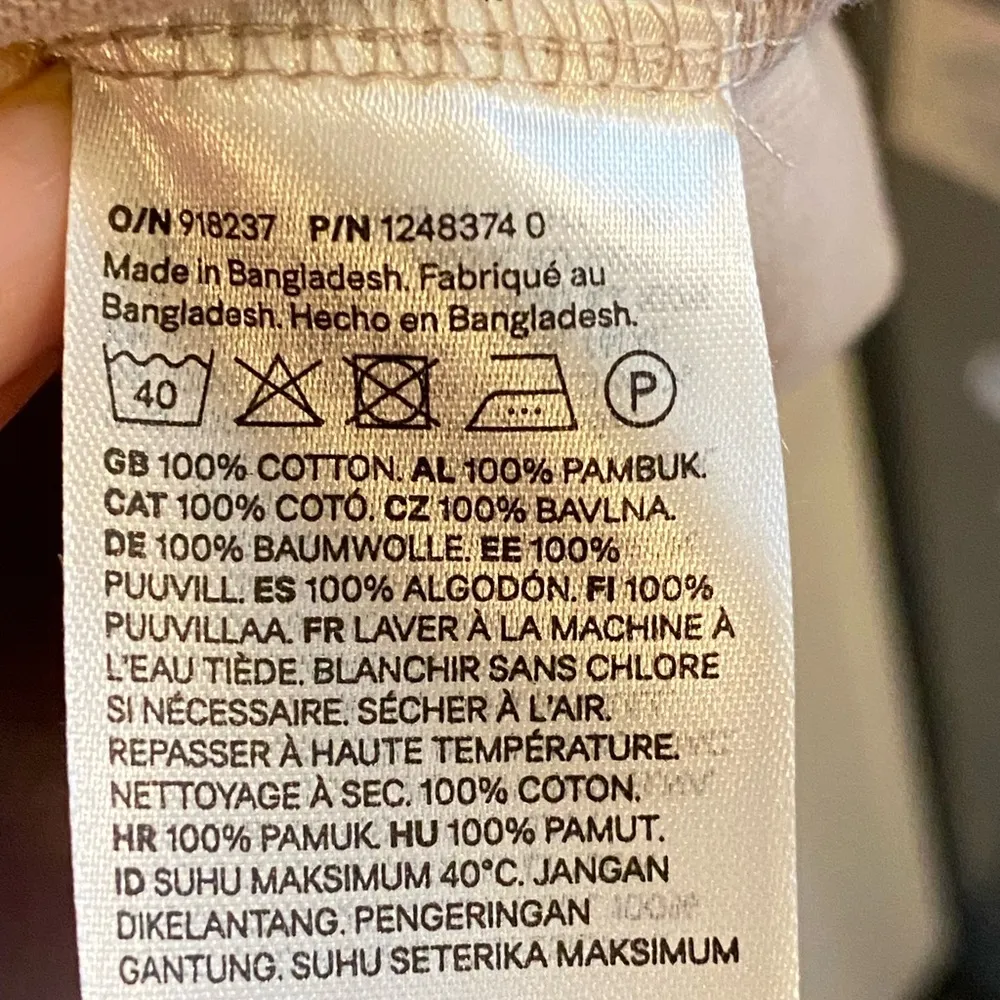 O/N 918237 P/N 1248374 0
Made in Bangladesh. Fabriqué au
Bangladesh. Hecho en Bangladesh.
40 P
GB 100% COTTON. AL 100% PAMBUK.
CAT 100% COTÓ. CZ 100% BAVLNA.
DE 100% BAUMWOLLE. EE 100%
PUUVILL. ES 100% ALGODÓN. FI 100%
PUUVILLAA. FR LAVER À LA MACHINE À
L'EAU TIÈDE. BLANCHIR SANS CHLORE
SI NÉCESSAIRE. SÉCHER À L'AIR.
REPASSER À HAUTE TEMPÉRATURE.
NETTOYAGE À SEC. 100% COTON.
HR 100% PAMUK. HU 100% PAMUT.
ID SUHU MAKSIMUM 40°C. JANGAN
DIKELANTANG. PENGERINGAN
GANTUNG. SUHU SETERIKA MAKSIMUM